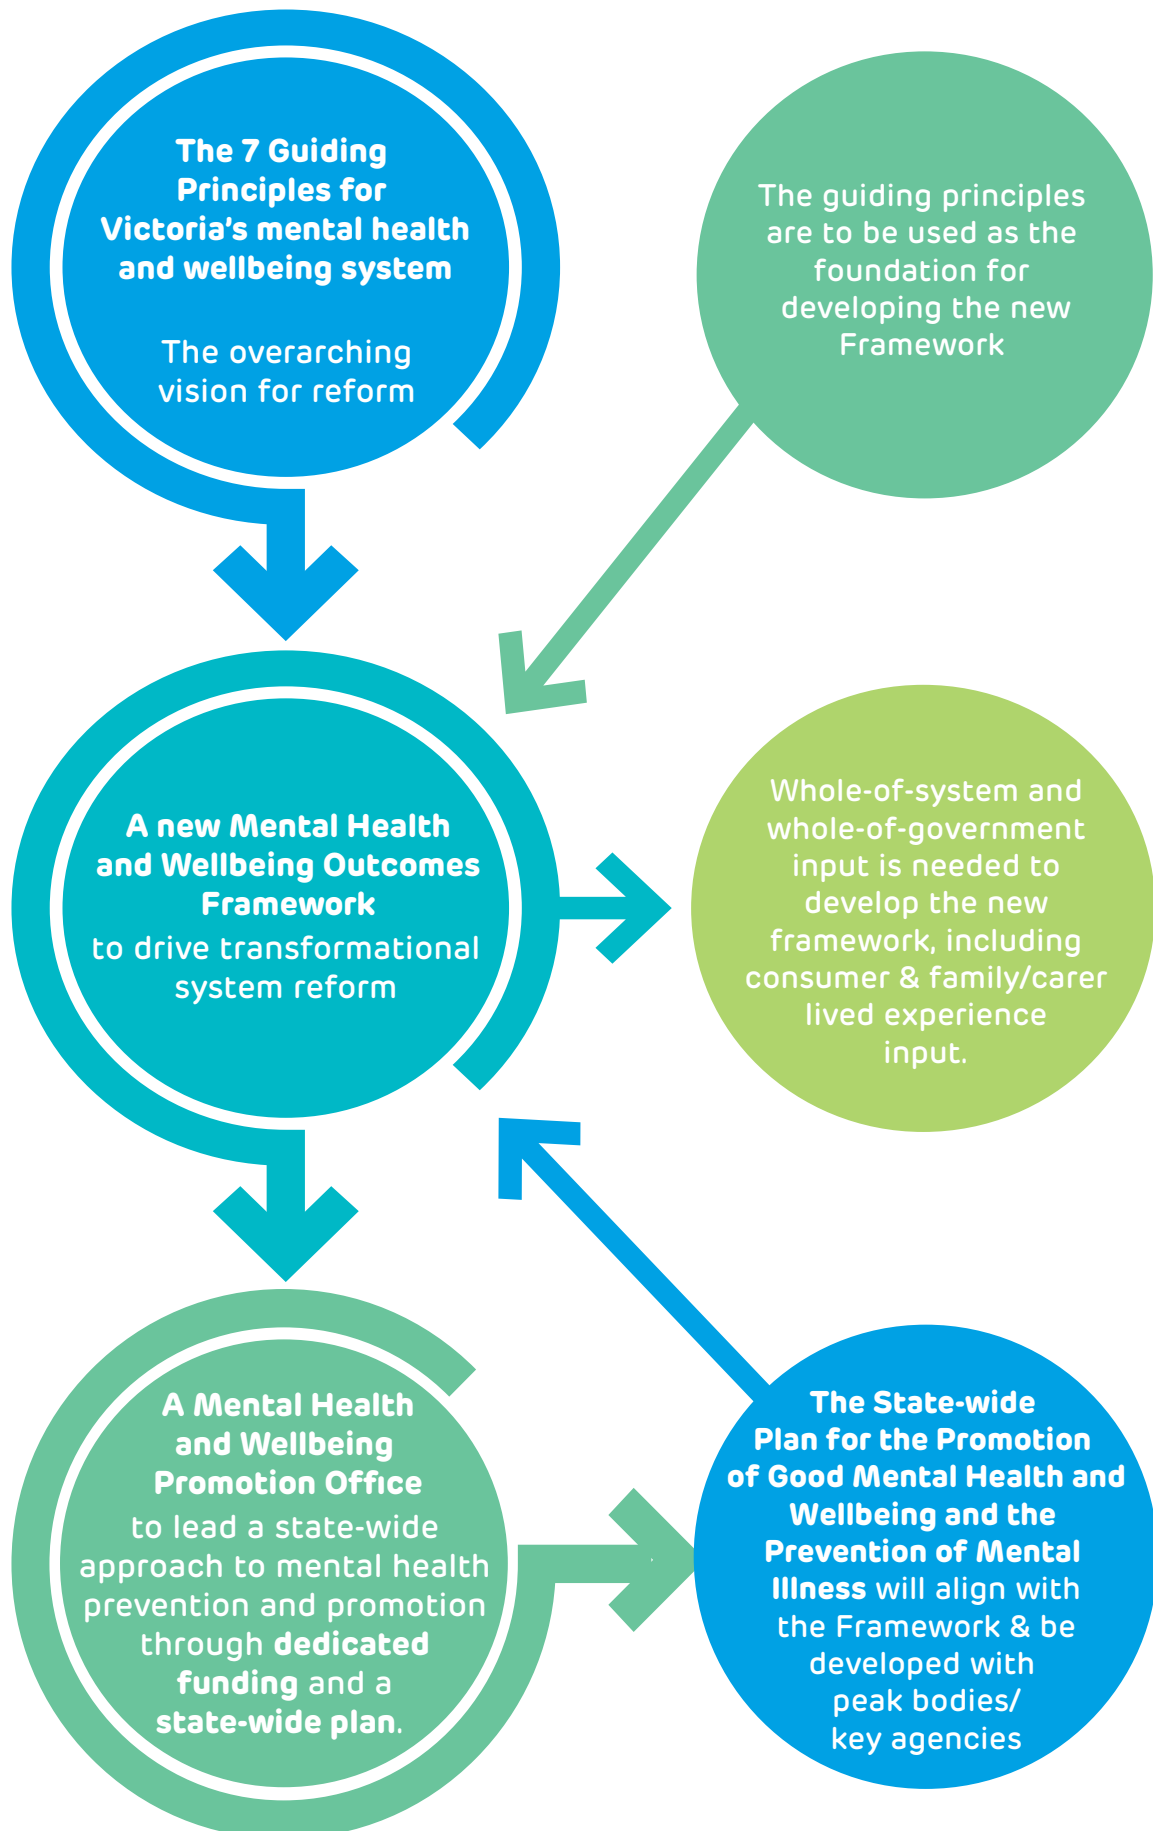 The 7 Guiding
Principles for
Victoria's mental health
and wellbeing system
The overarching
vision for reform
The guiding principles
are to be used as the
foundation for
developing the new
Framework
A new Mental Health
and Wellbeing Outcomes
Framework
to drive transformational
system reform
Whole-of-system and
whole-of-government
input is needed to
develop the new
framework, including
consumer & family/carer
lived experience
input.
A Mental Health
and Wellbeing
Promotion Office
to lead a state-wide
approach to mental health
prevention and promotion
through dedicated
funding and a
state-wide plan.
The State-wide
Plan for the Promotion
of Good Mental Health and
Wellbeing and the
Prevention of Mental
Illness will align with
the Framework & be
developed with
peak bodies/
key agencies